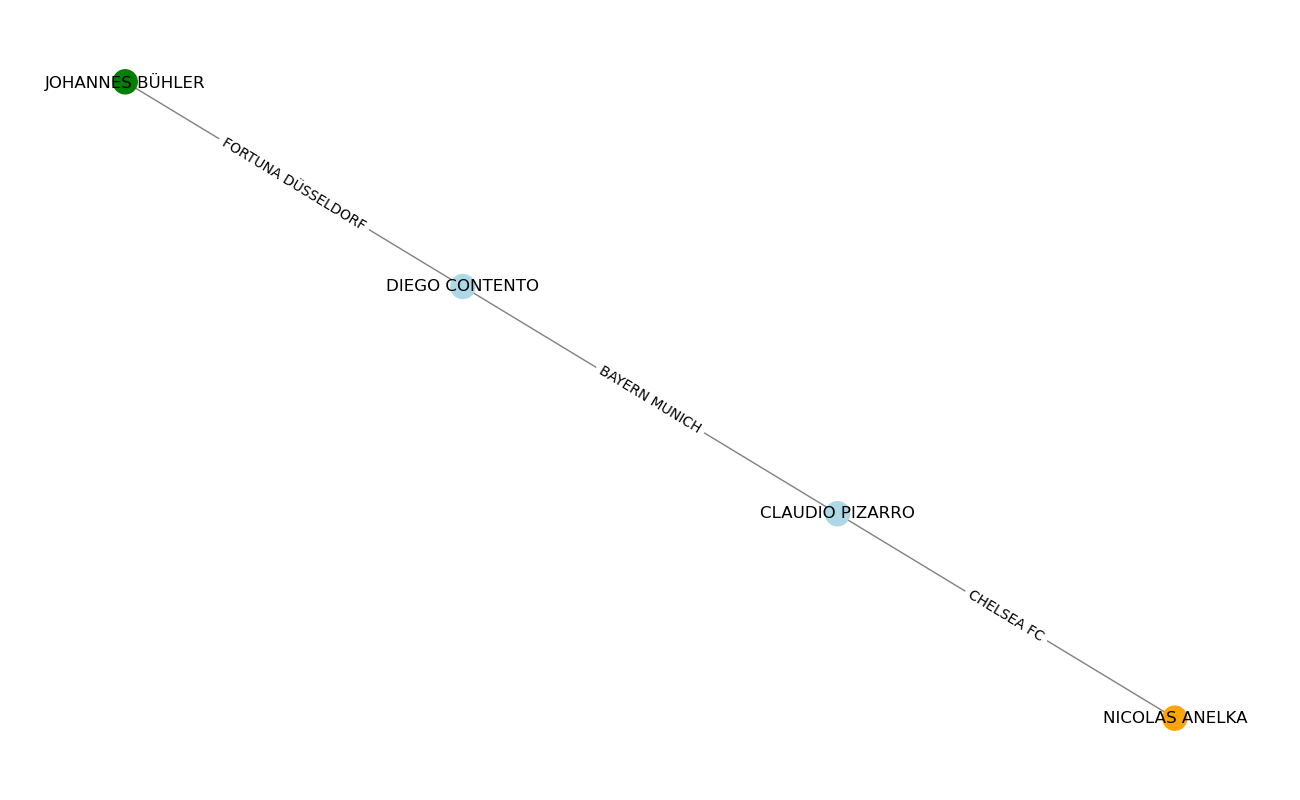 JOHANNES BÜHLER
FORTUNA DÜSSELDORF
DIEGO CONTENTO
BAYERN MUNICH
CLAUDIO PIZARRO
CHELSEA FC
NICOLAS ANELKA